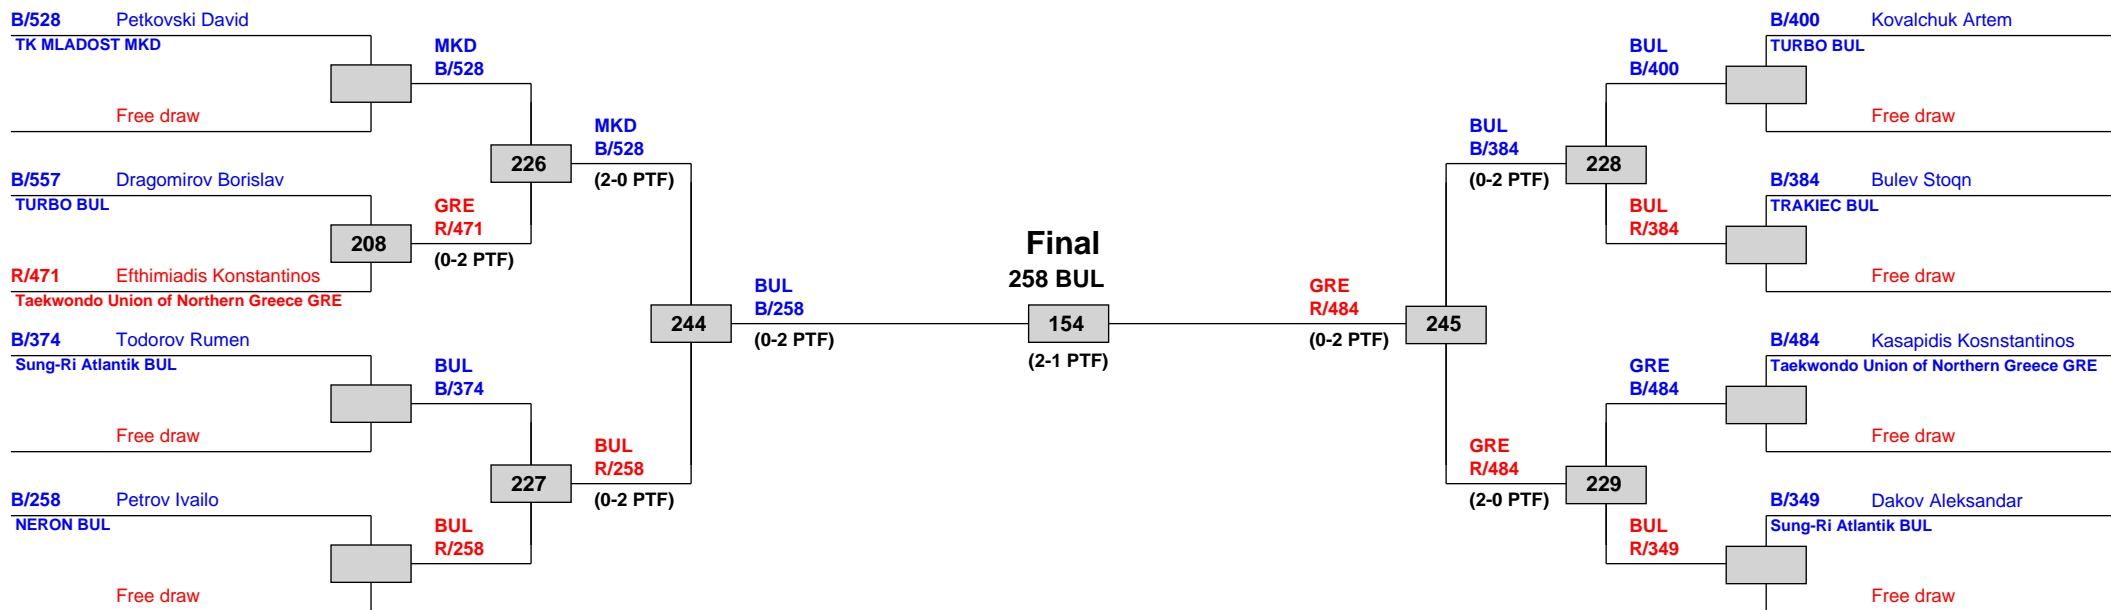 B/528 Petkovski David
TK MLADOST MKD
Free draw
B/557 Dragomirov Borislav
TURBO BUL
208
R/471 Efthimiadis Konstantinos
Taekwondo Union of Northern Greece GRE
B/374 Todorov Rumen
Sung-Ri Atlantik BUL
Free draw
B/258 Petrov Ivailo
NERON BUL
Free draw
MKD
B/528
226
GRE
R/471
(0-2 PTF)
BUL
B/374
227
BUL
R/258
MKD
B/528
(2-0 PTF)
244
BUL
R/258
(0-2 PTF)
BUL
B/258
(0-2 PTF)
Final
258 BUL
154
(2-1 PTF)
GRE
R/484
(0-2 PTF)
245
BUL
B/384
(0-2 PTF)
228
GRE
R/484
(2-0 PTF)
229
BUL
B/400
BUL
R/384
GRE
B/484
BUL
R/349
B/400 Kovalchuk Artem
TURBO BUL
Free draw
B/384 Bulev Stoqn
TRAKIEC BUL
Free draw
B/484 Kasapidis Kosnstantinos
Taekwondo Union of Northern Greece GRE
Free draw
B/349 Dakov Aleksandar
Sung-Ri Atlantik BUL
Free draw